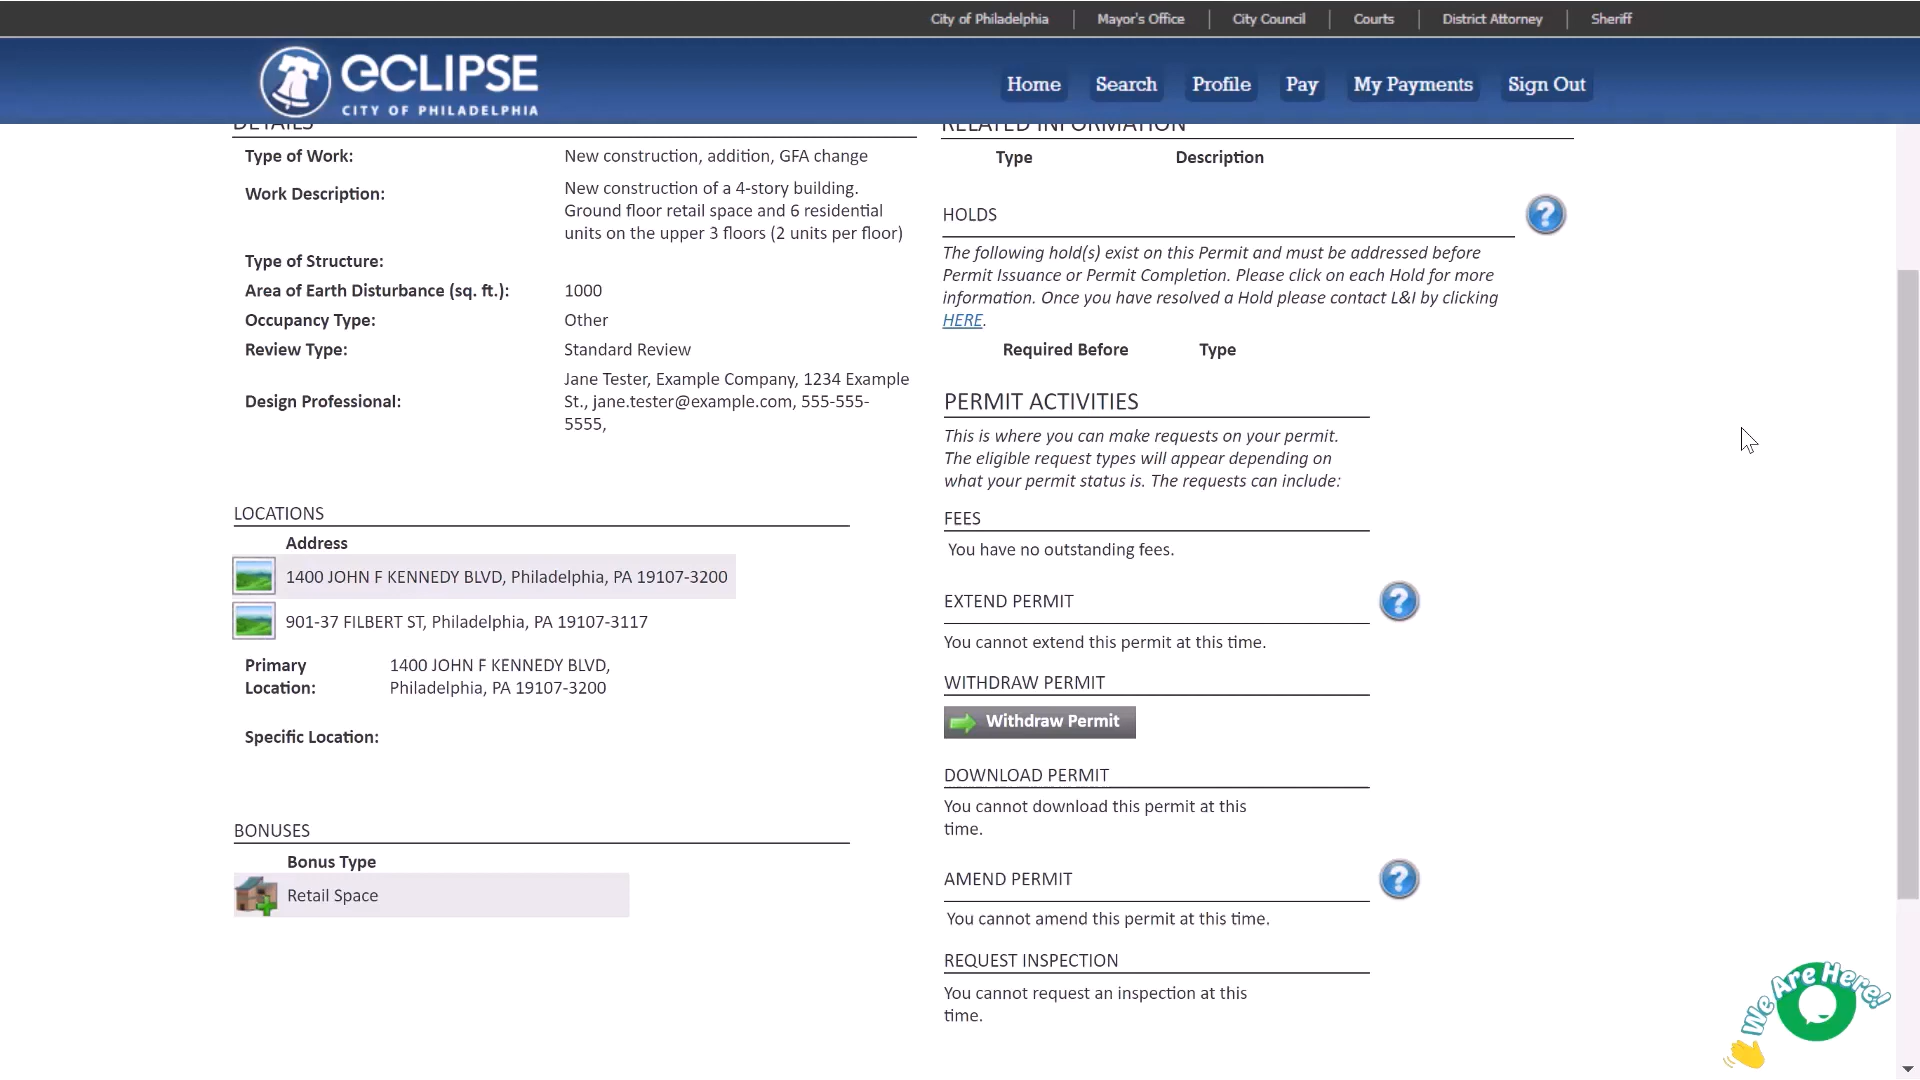 City of Philadelphia
Mayor's Office
City Council
Courts
District Attorney
Sheriff
eCLIPSE
CITY OF PHILADELPHIA
Home
Search
Profile
Pay
My Payments
Sign Out
DETAILS
Type of Work:
New construction, addition, GFA change
Work Description:
New construction of a 4-story building.
Ground floor retail space and 6 residential
units on the upper 3 floors (2 units per floor)
Type of Structure:
Area of Earth Disturbance (sq. ft.):
1000
Occupancy Type:
Other
Review Type:
Standard Review
Design Professional:
Jane Tester, Example Company, 1234 Example
St., jane.tester@example.com, 555-555-
5555,
LOCATIONS
Address
1400 JOHN F KENNEDY BLVD, Philadelphia, PA 19107-3200
901-37 FILBERT ST, Philadelphia, PA 19107-3117
Primary
Location:
1400 JOHN F KENNEDY BLVD,
Philadelphia, PA 19107-3200
Specific Location:
BONUSES
Bonus Type
Retail Space
RELATED INFORMATION
Type
Description
HOLDS
?
The following hold(s) exist on this Permit and must be addressed before
Permit Issuance or Permit Completion. Please click on each Hold for more
information. Once you have resolved a Hold please contact L&I by clicking
HERE.
Required Before
Type
PERMIT ACTIVITIES
This is where you can make requests on your permit.
The eligible request types will appear depending on
what your permit status is. The requests can include:
FEES
You have no outstanding fees.
EXTEND PERMIT
?
You cannot extend this permit at this time.
WITHDRAW PERMIT
Withdraw Permit
DOWNLOAD PERMIT
You cannot download this permit at this
time.
AMEND PERMIT
?
You cannot amend this permit at this time.
REQUEST INSPECTION
You cannot request an inspection at this
time.
We Are Here!